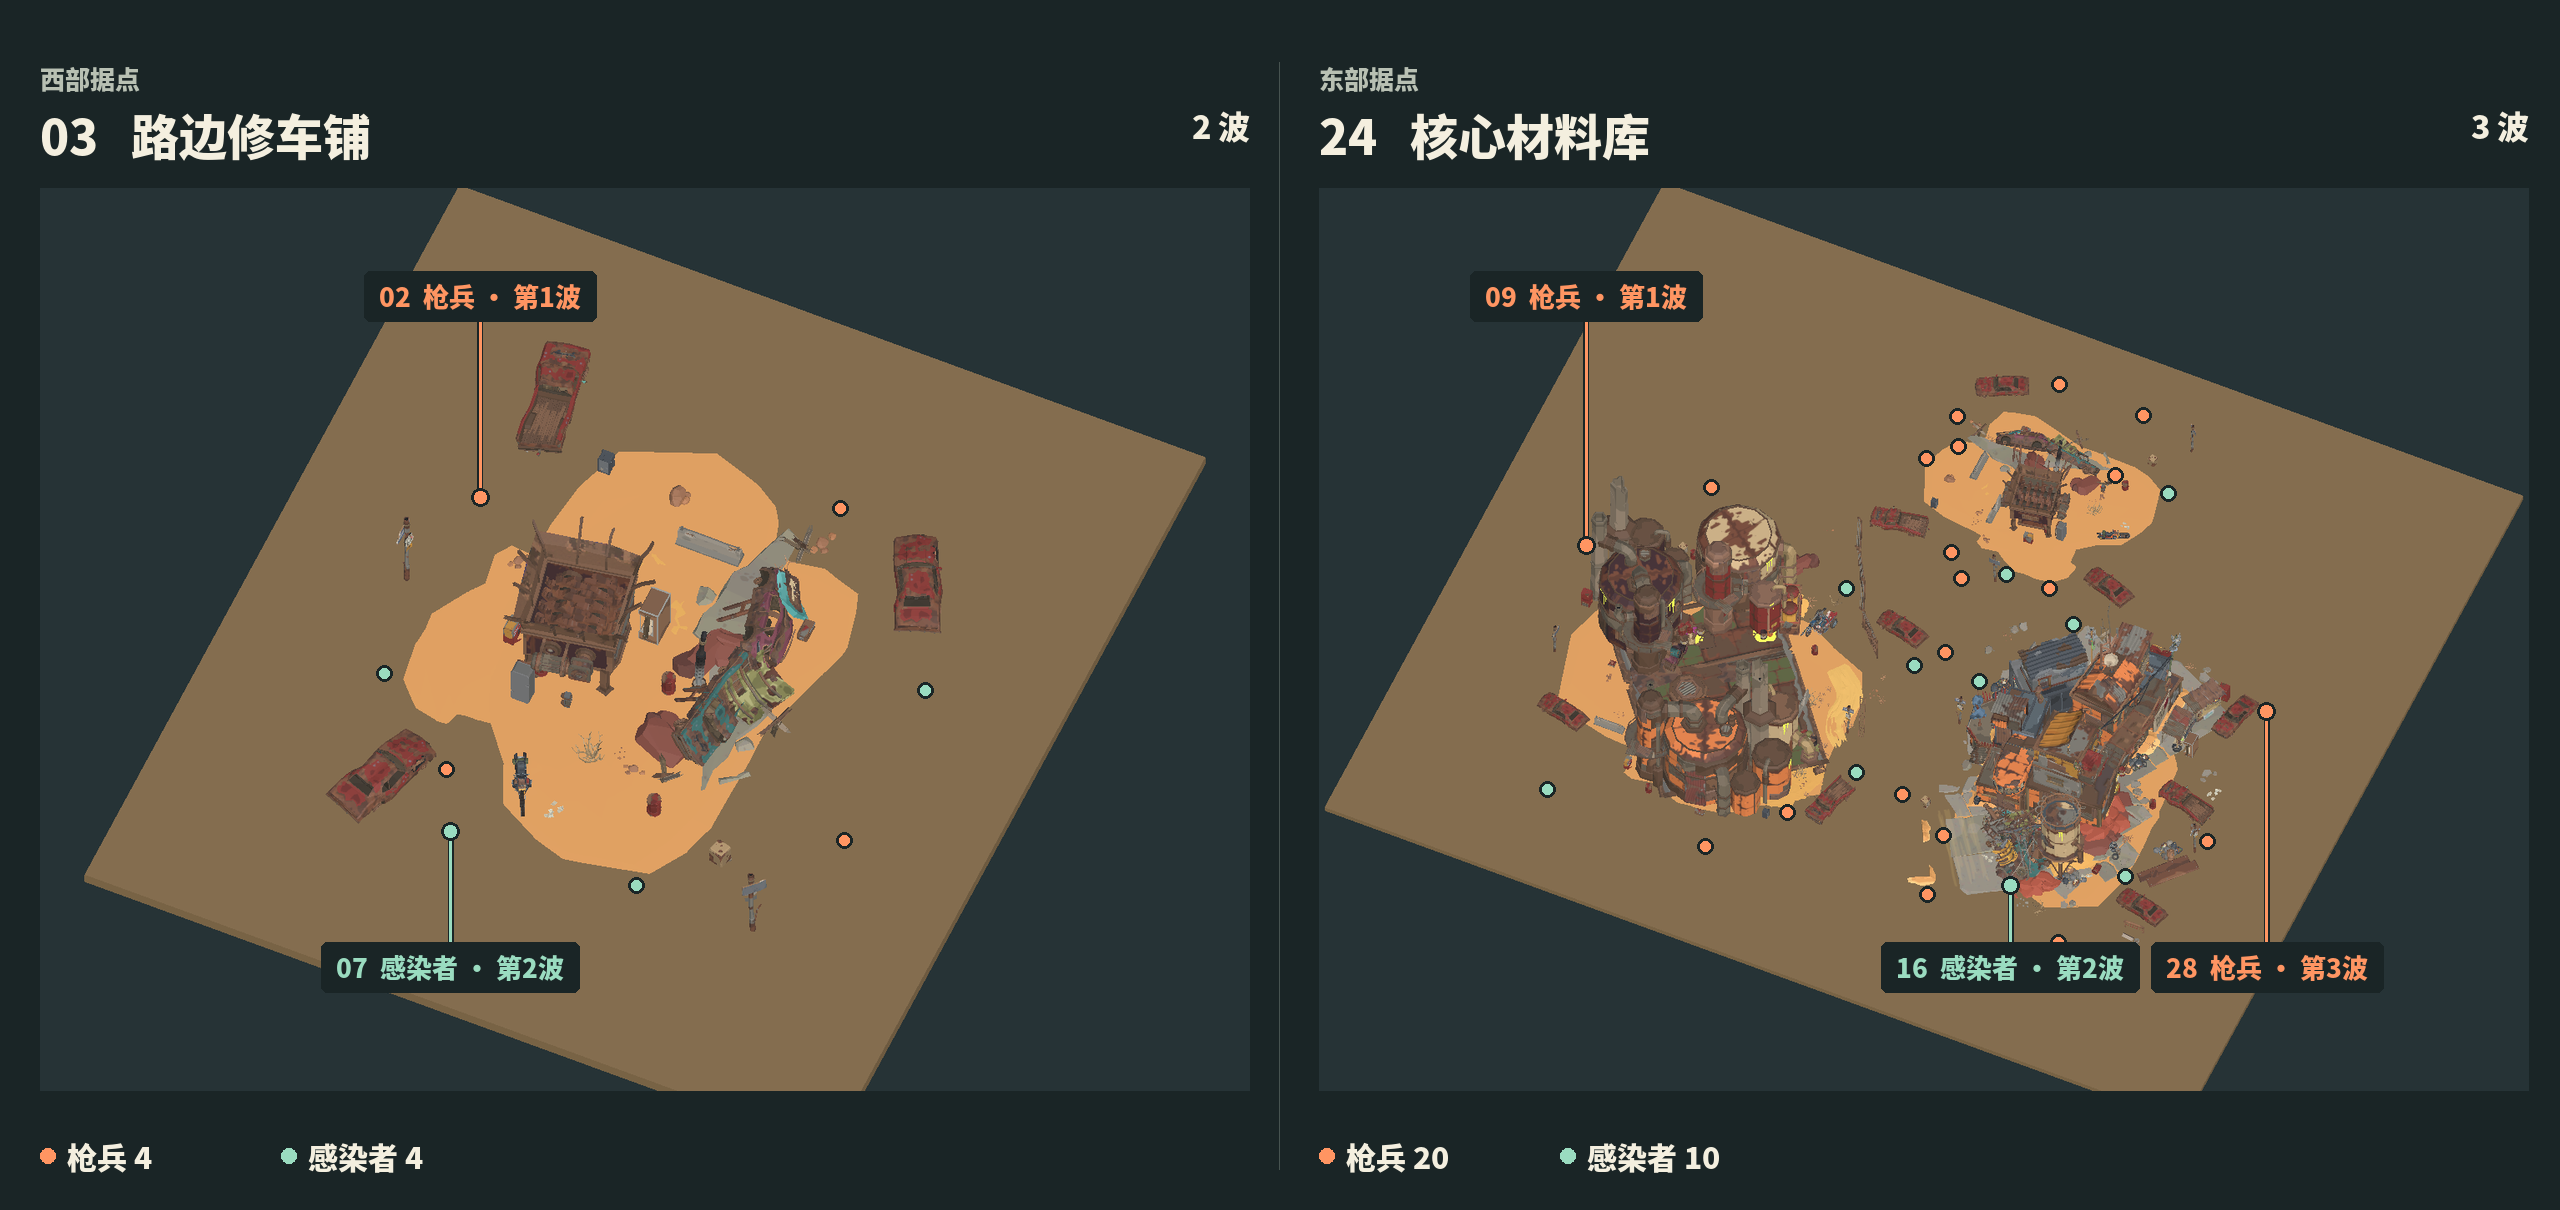 西部据点
03 路边修车铺
2 波
02 枪兵 · 第1波
07 感染者 · 第2波
枪兵 4
感染者 4
东部据点
24 核心材料库
3 波
09 枪兵 · 第1波
16 感染者 · 第2波
28 枪兵 · 第3波
枪兵 20
感染者 10